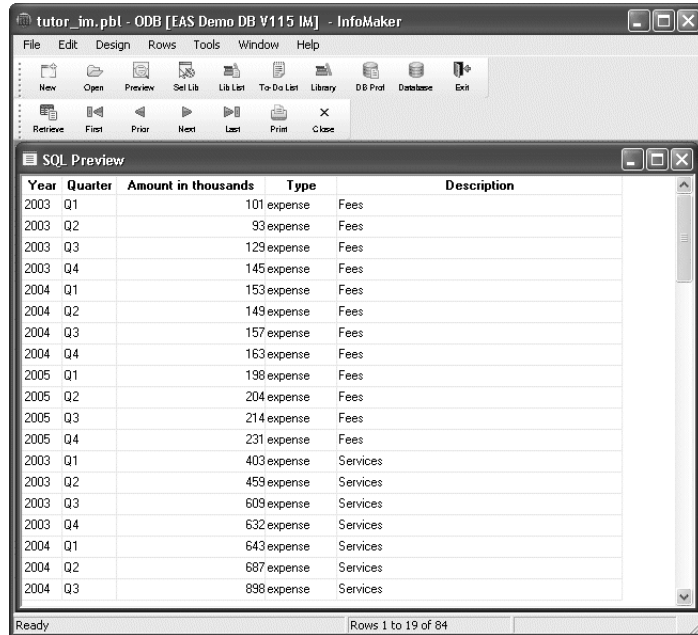 tutor_im.pbl - ODB [EAS Demo DB V115 IM] - InfoMaker
File Edit Design Rows Tools Window Help
New Open Preview Sel Lib Lib List To-Do List Library DB Prof Database Exit
Retrieve First Prior Next Last Print Close
SQL Preview
Year Quarter Amount in thousands Type Description
2003 Q1 101 expense Fees
2003 Q2 93 expense Fees
2003 Q3 129 expense Fees
2003 Q4 145 expense Fees
2004 Q1 153 expense Fees
2004 Q2 149 expense Fees
2004 Q3 157 expense Fees
2004 Q4 163 expense Fees
2005 Q1 198 expense Fees
2005 Q2 204 expense Fees
2005 Q3 214 expense Fees
2005 Q4 231 expense Fees
2003 Q1 403 expense Services
2003 Q2 459 expense Services
2003 Q3 609 expense Services
2003 Q4 632 expense Services
2004 Q1 643 expense Services
2004 Q2 687 expense Services
2004 Q3 898 expense Services
Ready Rows 1 to 19 of 84